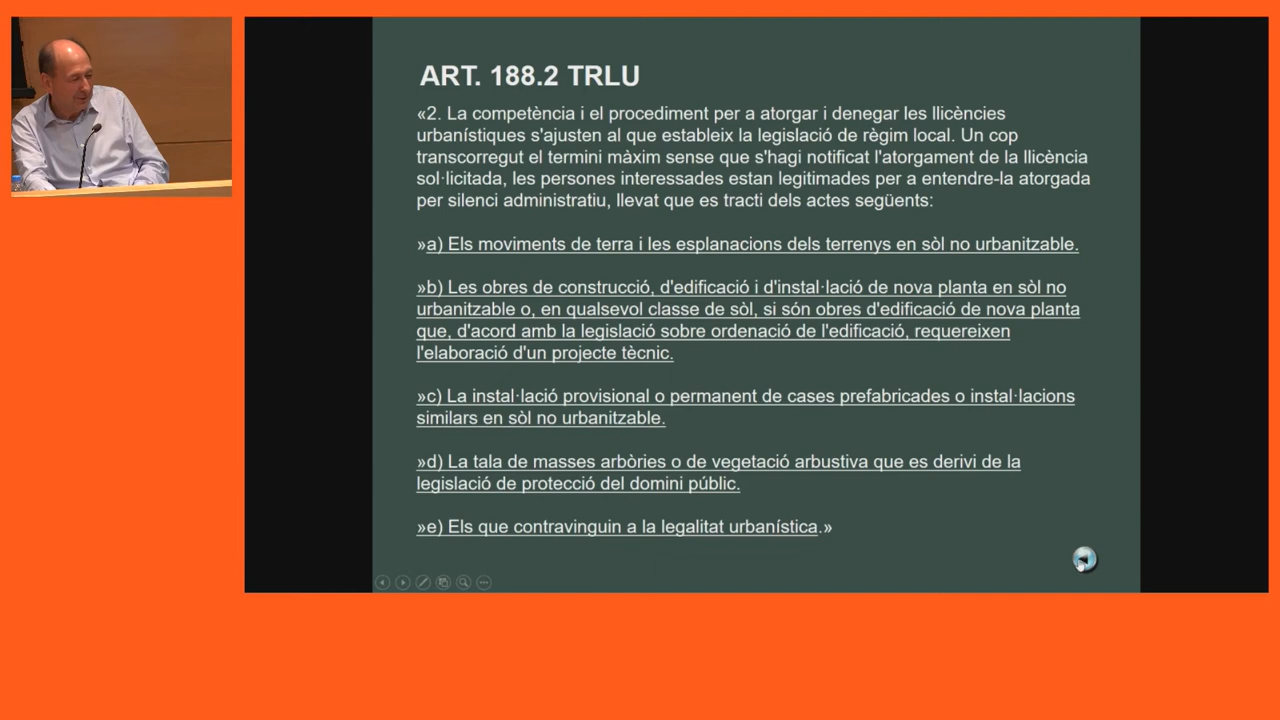 ART. 188.2 TRLU
«2. La competència i el procediment per a atorgar i denegar les llicències
urbanístiques s'ajusten al que estableix la legislació de règim local. Un cop
transcorregut el termini màxim sense que s'hagi notificat l'atorgament de la llicència
sol·licitada, les persones interessades estan legitimades per a entendre-la atorgada
per silenci administratiu, llevat que es tracti dels actes següents:
»a) Els moviments de terra i les esplanacions dels terrenys en sòl no urbanitzable.
»b) Les obres de construcció, d'edificació i d'instal·lació de nova planta en sòl no
urbanitzable o, en qualsevol classe de sòl, si són obres d'edificació de nova planta
que, d'acord amb la legislació sobre ordenació de l'edificació, requereixen
l'elaboració d'un projecte tècnic.
»c) La instal·lació provisional o permanent de cases prefabricades o instal·lacions
similars en sòl no urbanitzable.
»d) La tala de masses arbòries o de vegetació arbustiva que es derivi de la
legislació de protecció del domini públic.
»e) Els que contravinguin a la legalitat urbanística.»